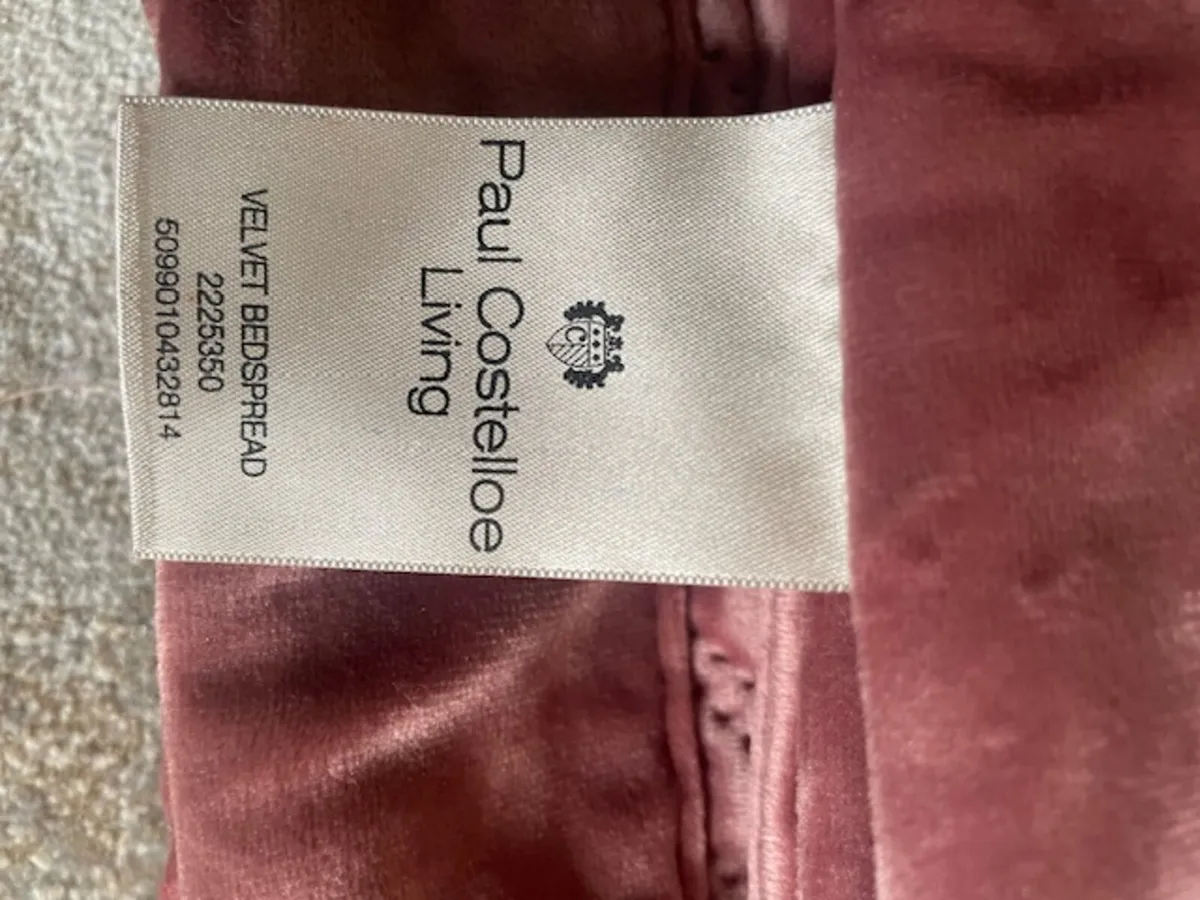 C
Paul Costelloe
Living
VELVET BEDSPREAD
2225350
5099010432814